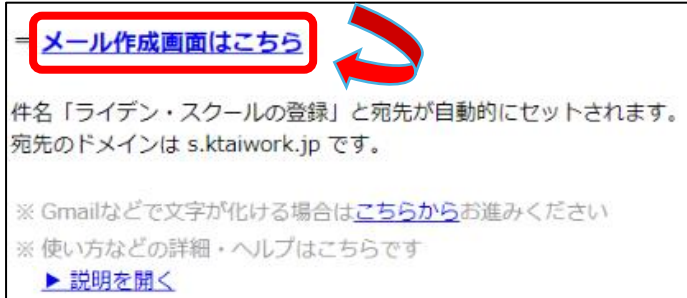 ⇒ メール作成画面はこちら
件名「ライデン・スクールの登録」と宛先が自動的にセットされます。
宛先のドメインは s.ktaiwork.jp です。
※ Gmailなどで文字が化ける場合はこちらからお進みください
※ 使い方などの詳細・ヘルプはこちらです
▶ 説明を開く